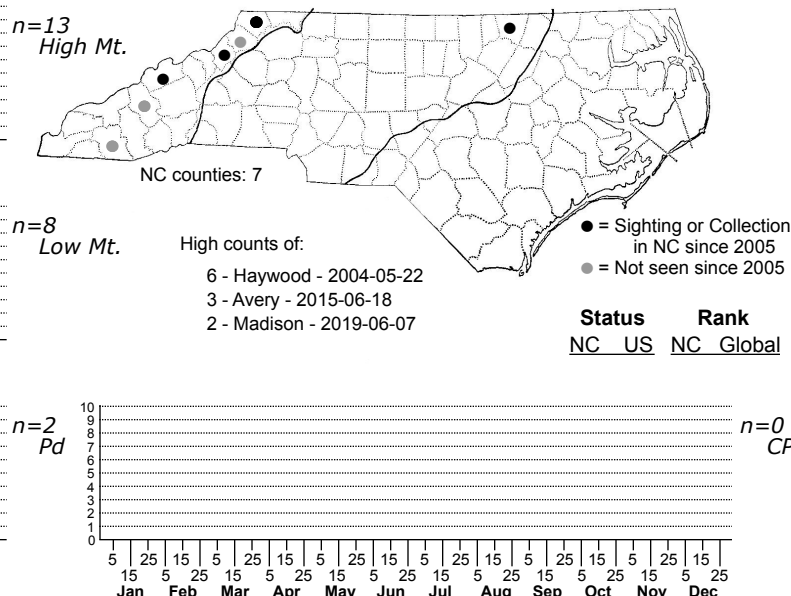 n=13
High Mt.
NC counties: 7
n=8
Low Mt.
High counts of:
6 - Haywood - 2004-05-22
3 - Avery - 2015-06-18
2 - Madison - 2019-06-07
● = Sighting or Collection
in NC since 2005
● = Not seen since 2005
Status Rank
NC US NC Global
n=2
Pd
n=0
CP
10
9
8
7
6
5
4
3
2
1
0
5 25 15 5 25 15 5 25 15 5 25 15 5 25 15 5 25 15
15 5 25 15 5 25 15 5 25 15 5 25 15 5 25 15 5 25
Jan Feb Mar Apr May Jun Jul Aug Sep Oct Nov Dec